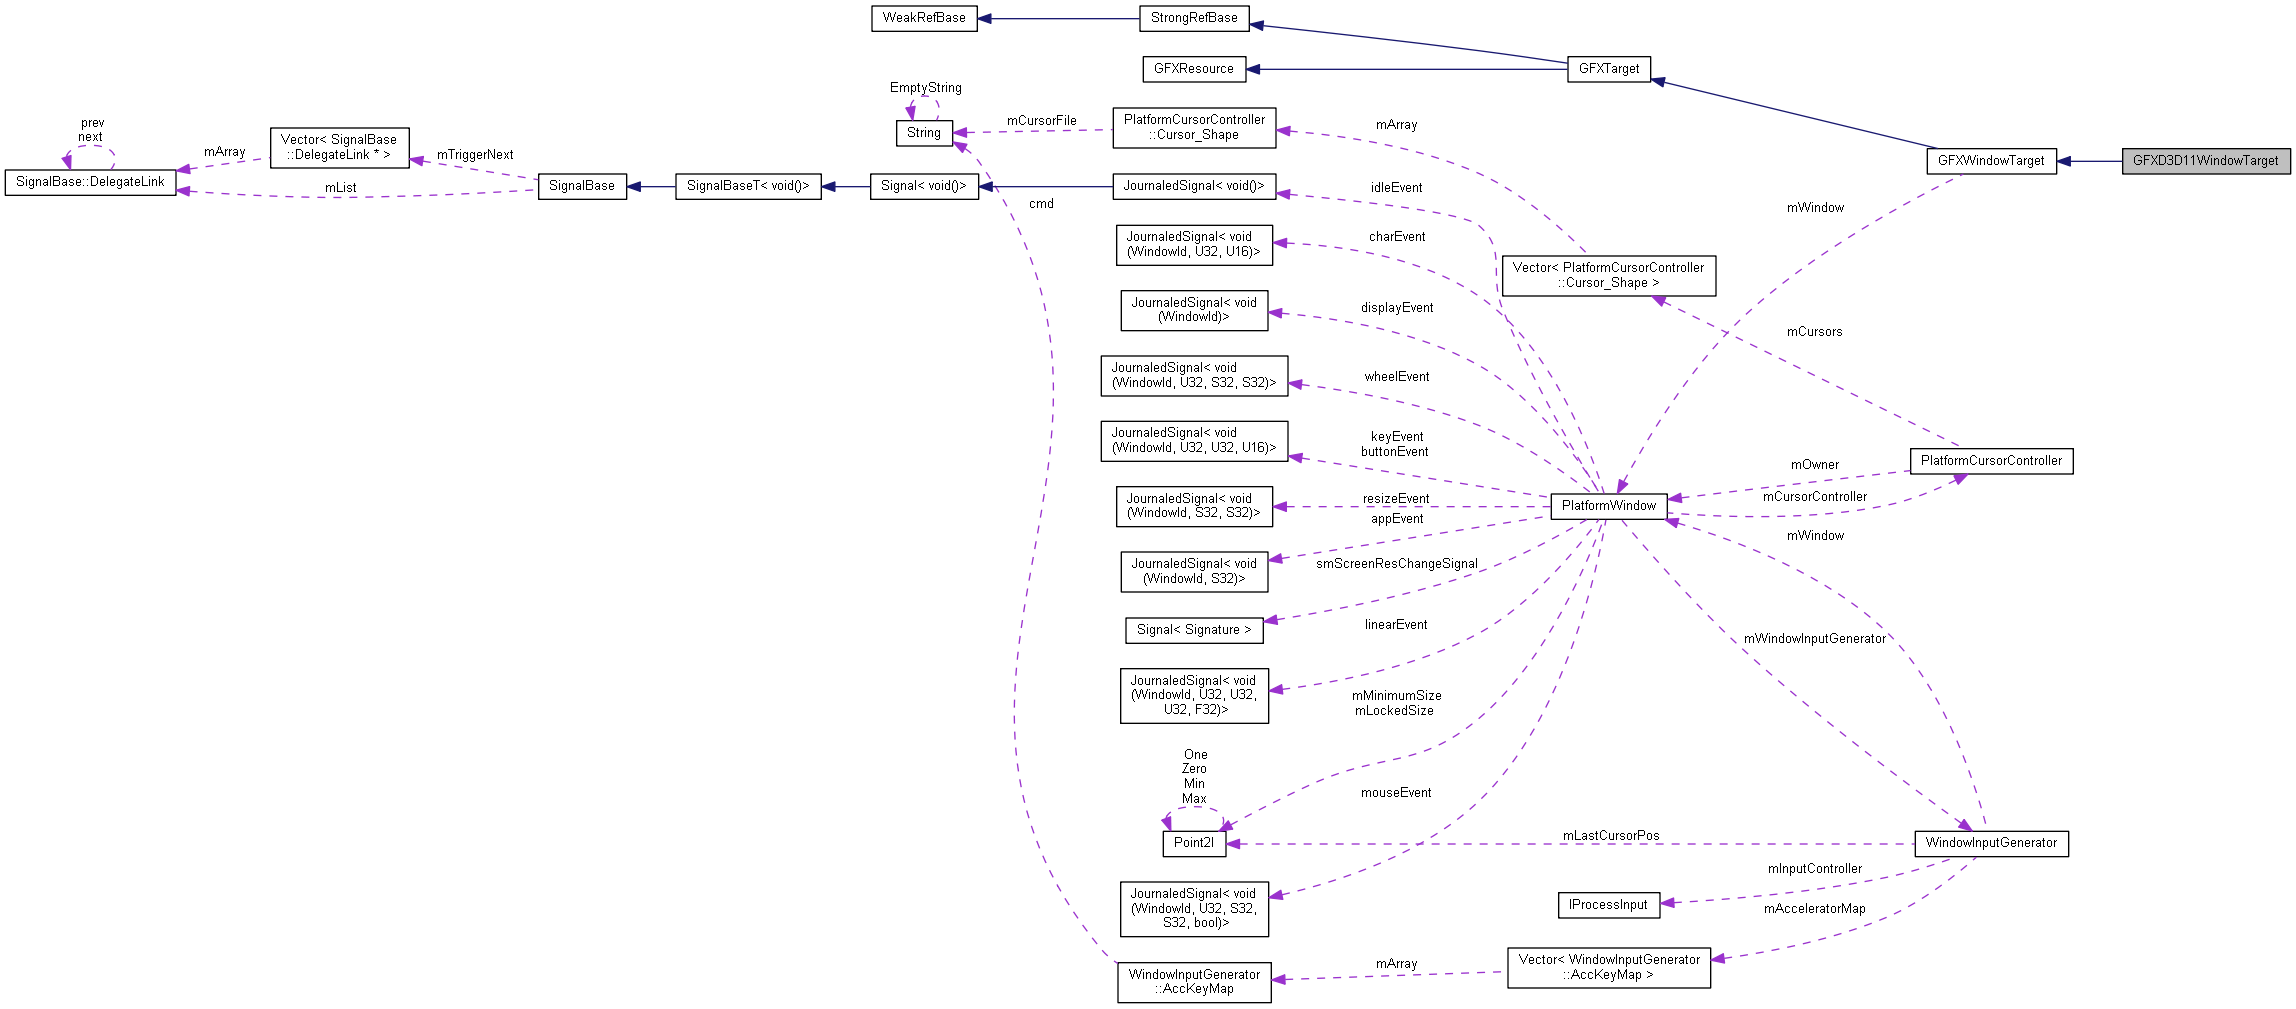 WeakRefBase
StrongRefBase
GFXResource
GFXTarget
EmptyString
String
mCursorFile
PlatformCursorController
::Cursor_Shape
mArray
GFXWindowTarget
GFXD3D11WindowTarget
prev
next
SignalBase::DelegateLink
mArray
Vector< SignalBase
::DelegateLink * >
mTriggerNext
mList
SignalBase
SignalBaseT< void()>
Signal< void()>
JournaledSignal< void()>
idleEvent
cmd
mWindow
JournaledSignal< void
(WindowId, U32, U16)>
charEvent
Vector< PlatformCursorController
::Cursor_Shape >
JournaledSignal< void
(WindowId)>
displayEvent
mCursors
JournaledSignal< void
(WindowId, U32, S32, S32)>
wheelEvent
JournaledSignal< void
(WindowId, U32, U32, U16)>
keyEvent
buttonEvent
PlatformCursorController
mOwner
mCursorController
JournaledSignal< void
(WindowId, S32, S32)>
resizeEvent
appEvent
PlatformWindow
mWindow
JournaledSignal< void
(WindowId, S32)>
smScreenResChangeSignal
Signal< Signature >
linearEvent
mWindowInputGenerator
JournaledSignal< void
(WindowId, U32, U32,
U32, F32)>
mMinimumSize
mLockedSize
One
Zero
Min
Max
Point2I
mouseEvent
mLastCursorPos
WindowInputGenerator
mInputController
JournaledSignal< void
(WindowId, U32, S32,
S32, bool)>
IProcessInput
mAcceleratorMap
WindowInputGenerator
::AccKeyMap
mArray
Vector< WindowInputGenerator
::AccKeyMap >